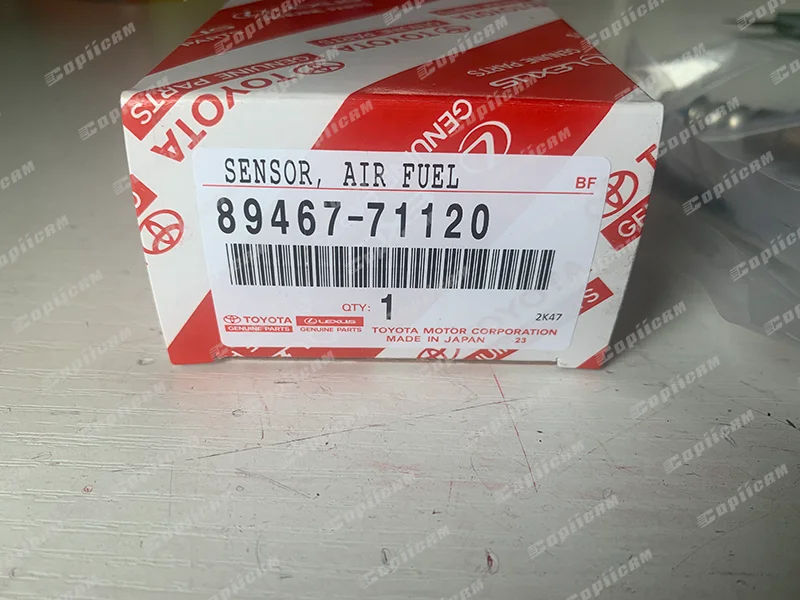 TOYOTA
GENUINE PARTS
LEXUS
SENSOR, AIR FUEL
BF
89467-71120
QTY: 1
2K47
TOYOTA
GENUINE PARTS
LEXUS
GENUINE PARTS
TOYOTA MOTOR CORPORATION
MADE IN JAPAN 23
Copiicam